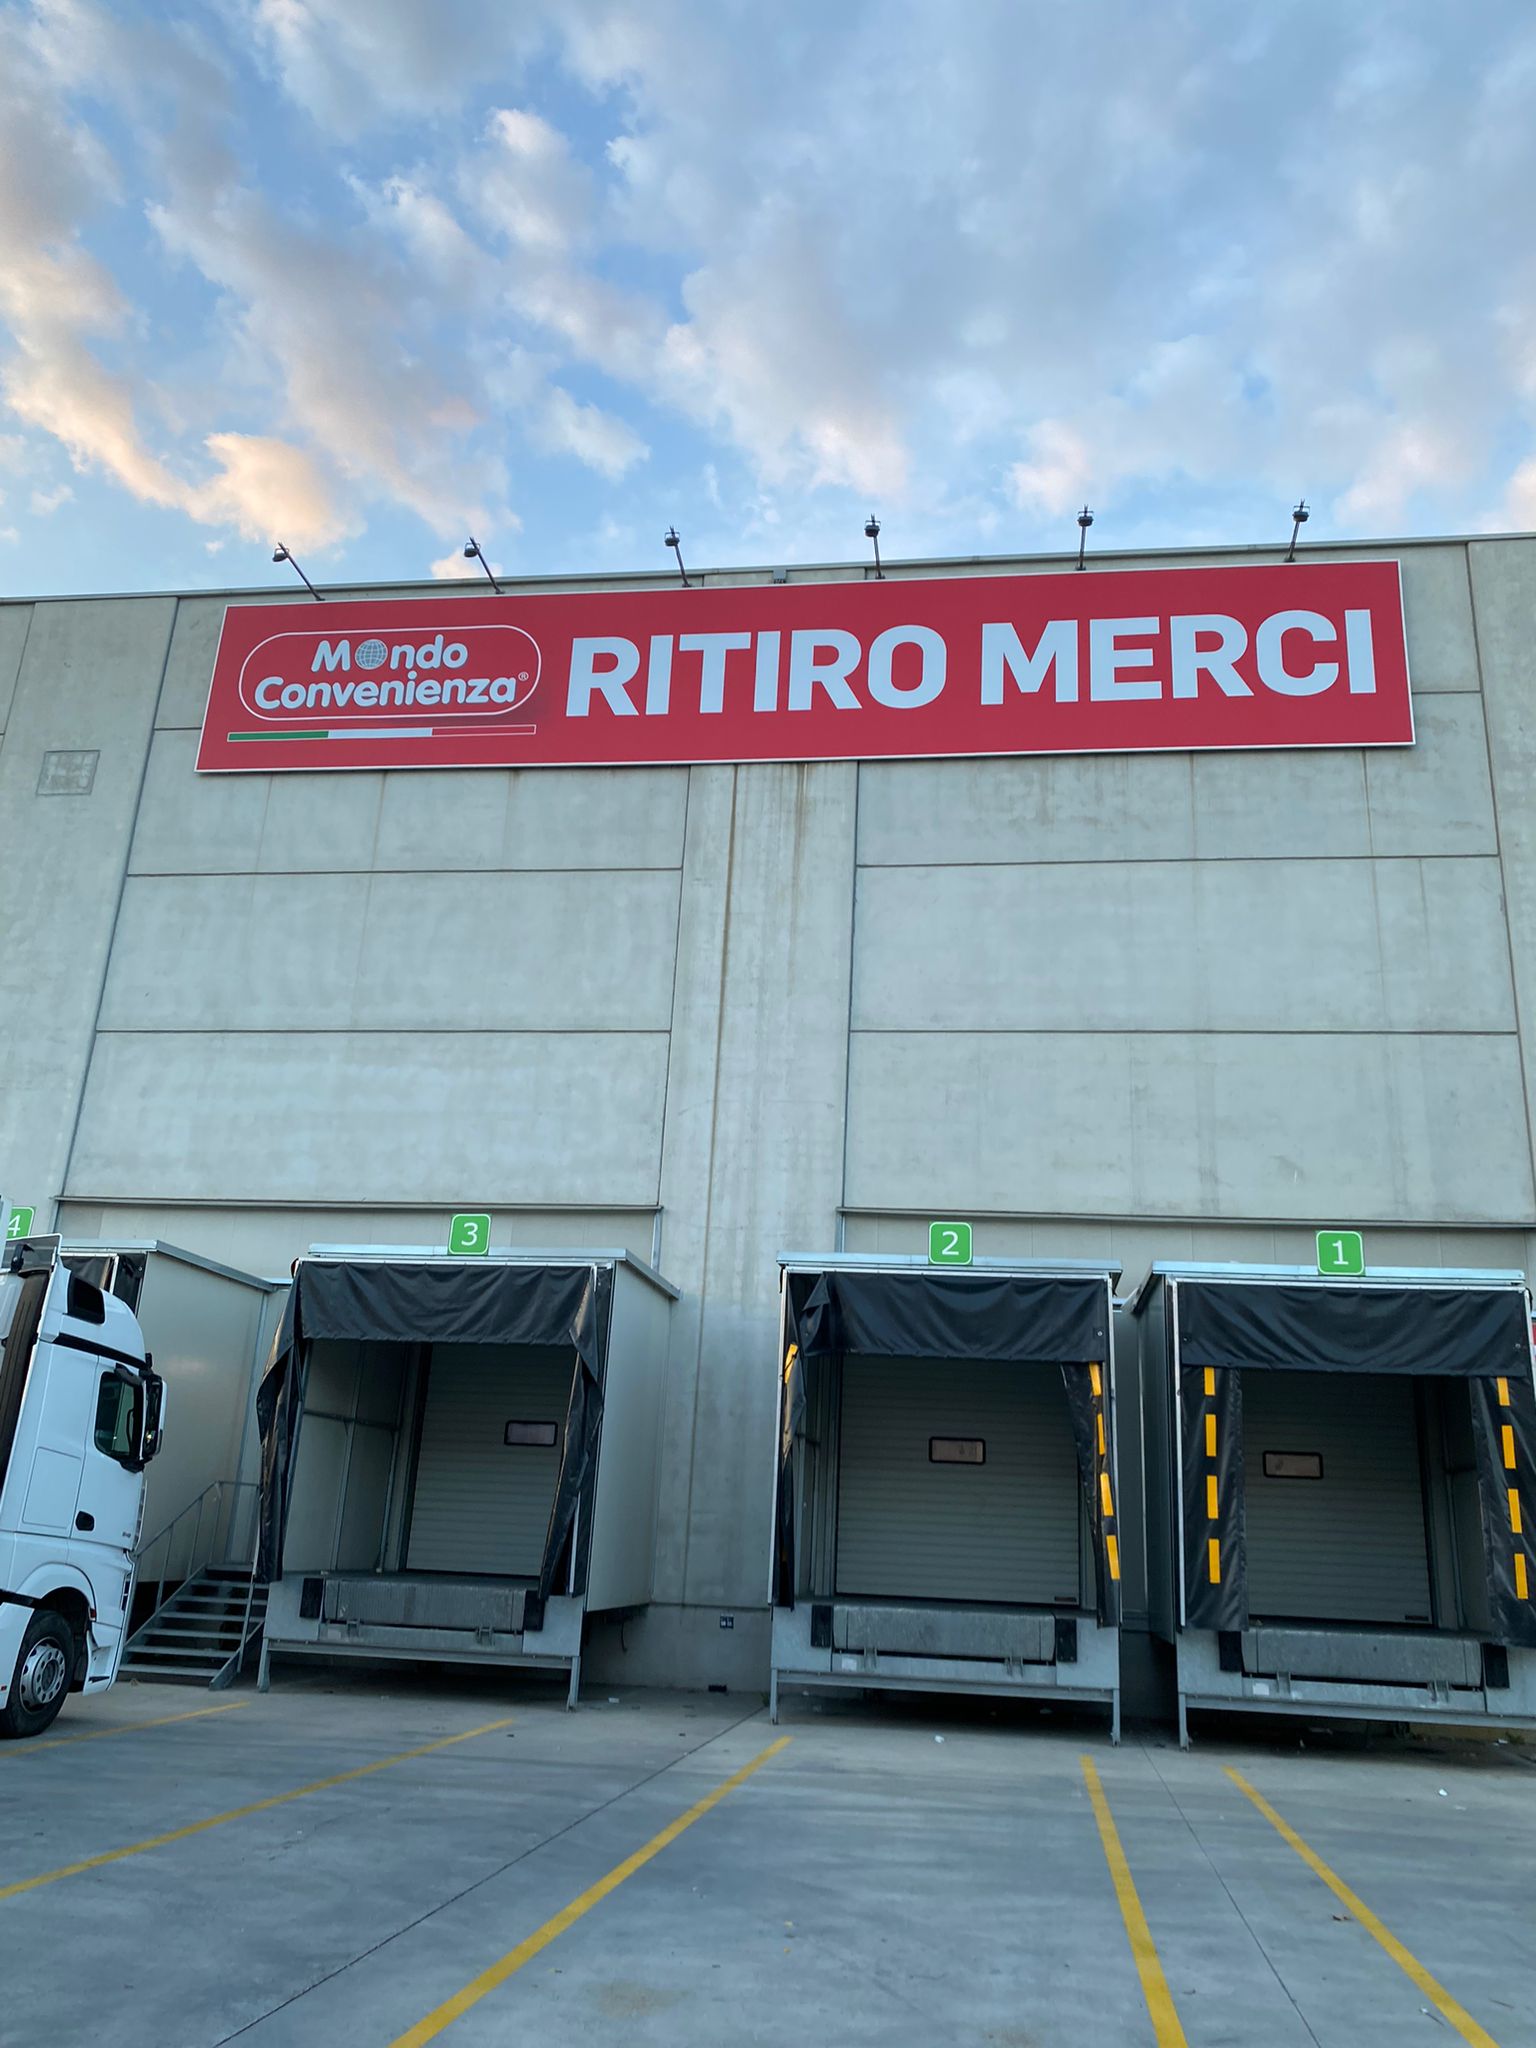 Mondo
Convenienza®
RITIRO MERCI
4
3
2
1